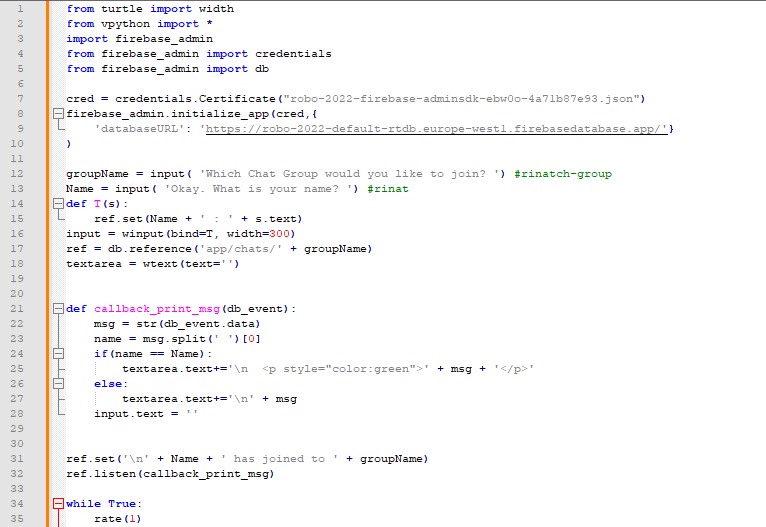 1 from turtle import width
2 from vpython import *
3 import firebase_admin
4 from firebase_admin import credentials
5 from firebase_admin import db
6
7 cred = credentials.Certificate("robo-2022-firebase-adminsdk-ebw0o-4a71b87e93.json")
8 firebase_admin.initialize_app(cred,{
9     'databaseURL': 'https://robo-2022-default-rtdb.europe-west1.firebasedatabase.app/'}
10 )
11
12 groupName = input( 'Which Chat Group would you like to join? ') #rinatch-group
13 Name = input( 'Okay. What is your name? ') #rinat
14 def T(s):
15     ref.set(Name + ' : ' + s.text)
16 input = winput(bind=T, width=300)
17 ref = db.reference('app/chats/' + groupName)
18 textarea = wtext(text='')
19
20
21 def callback_print_msg(db_event):
22     msg = str(db_event.data)
23     name = msg.split(' ')[0]
24     if(name == Name):
25         textarea.text+='\n  <p style="color:green">' + msg + '</p>'
26     else:
27         textarea.text+='\n' + msg
28     input.text = ''
29
30
31 ref.set('\n' + Name + ' has joined to ' + groupName)
32 ref.listen(callback_print_msg)
33
34 while True:
35     rate(1)